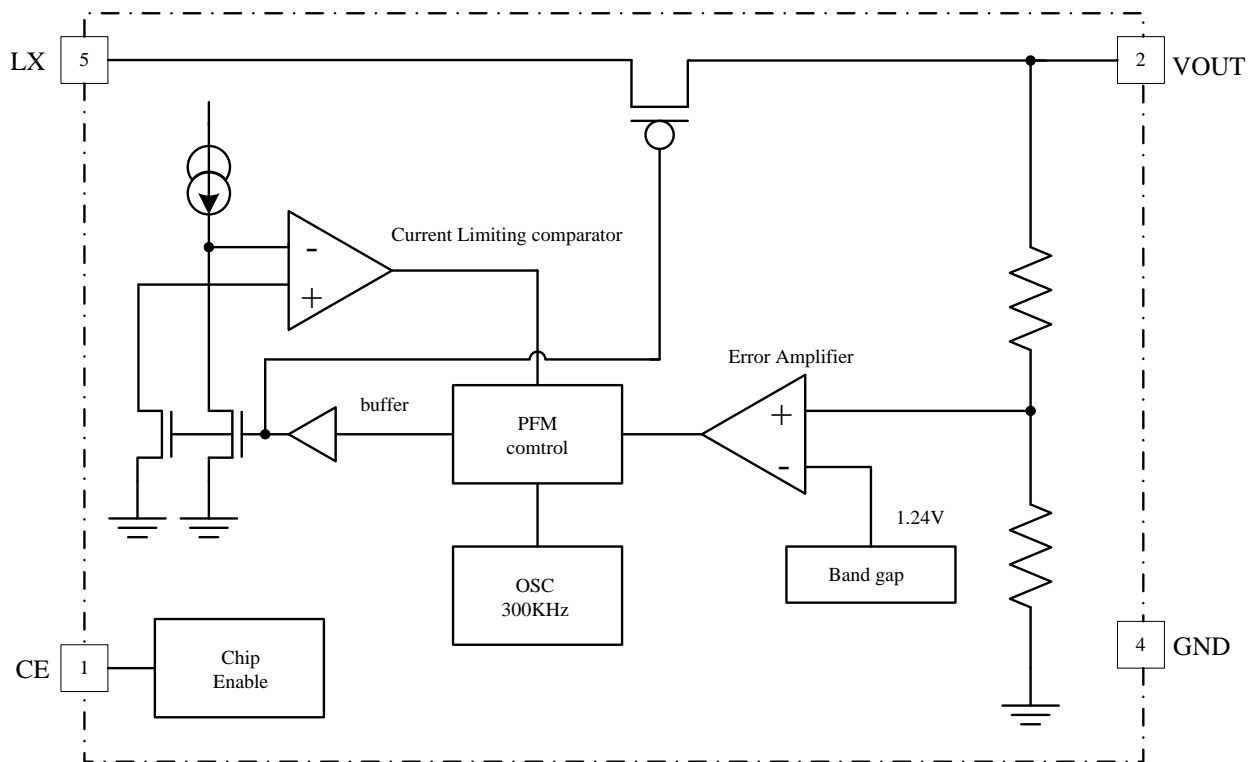 LX
5
2
VOUT
-
+
Current Limiting comparator
Error Amplifier
buffer
PFM
comtrol
+
-
1.24V
Band gap
OSC
300KHz
CE
1
Chip
Enable
4
GND